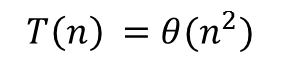 T(n) = θ(n²)